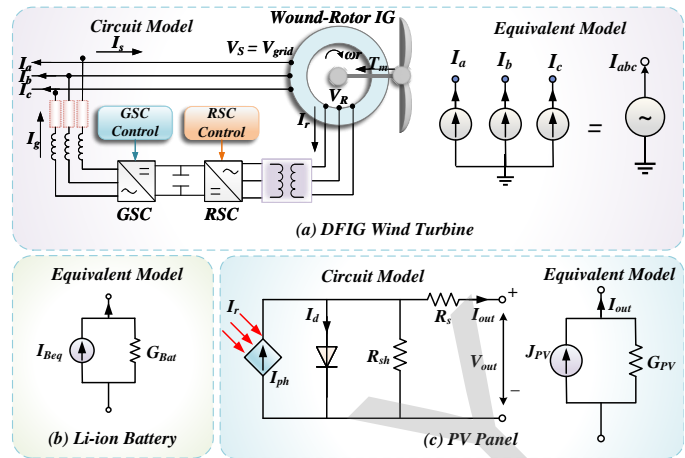 Circuit Model
Wound-Rotor IG
Equivalent Model
I_s
V_S = V_grid
ωr
T_m
V_R
I_a
I_b
I_c
I_g
GSC
Control
RSC
Control
I_r
GSC
RSC
I_a
I_b
I_c
I_abc
=
~
(a) DFIG Wind Turbine
Equivalent Model
I_Beq
G_Bat
(b) Li-ion Battery
Circuit Model
Equivalent Model
I_r
I_d
I_ph
R_sh
R_s
I_out
+
V_out
−
I_out
J_PV
G_PV
(c) PV Panel